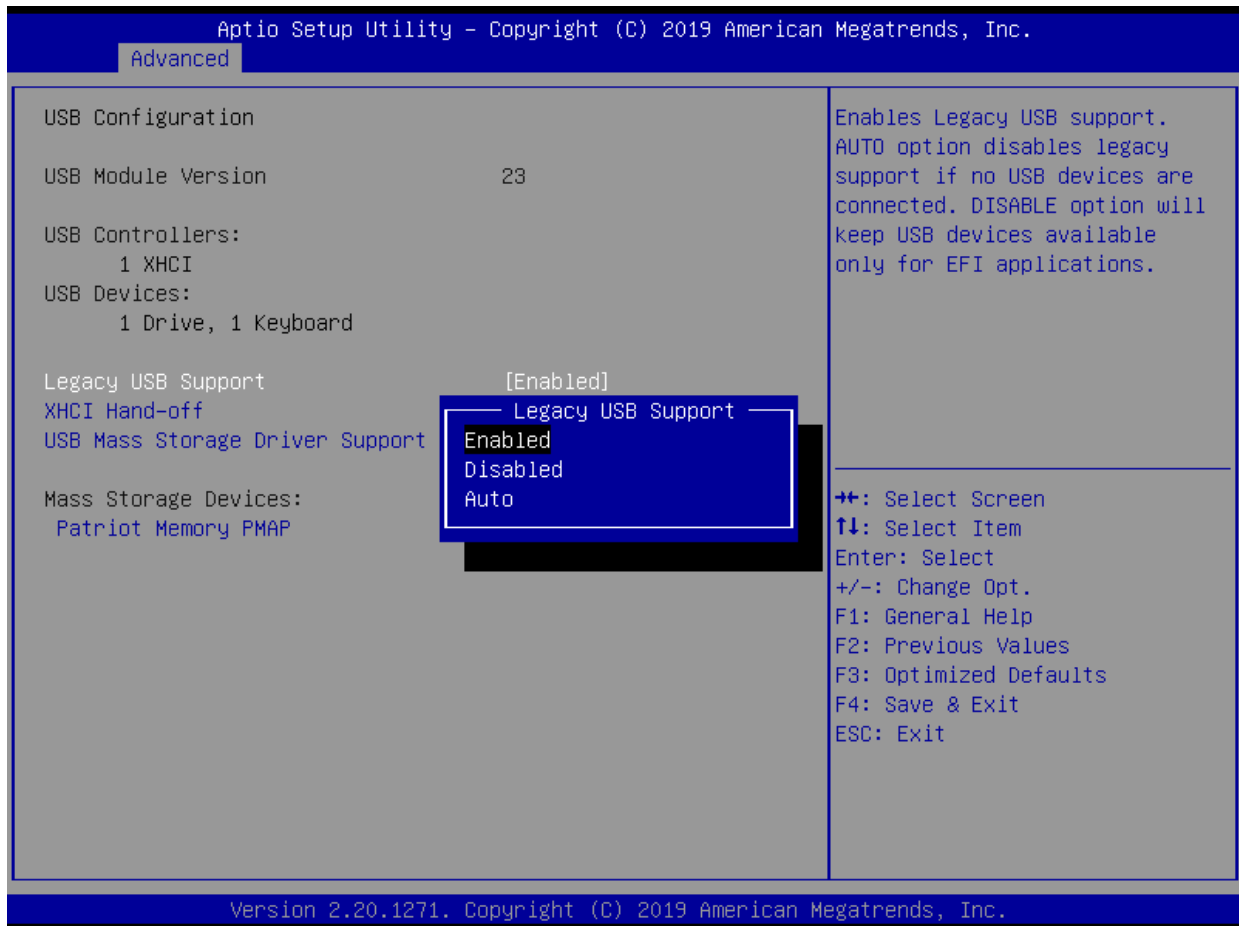 Aptio Setup Utility – Copyright (C) 2019 American Megatrends, Inc.
Advanced
USB Configuration
USB Module Version 23
USB Controllers:
1 XHCI
USB Devices:
1 Drive, 1 Keyboard
Legacy USB Support [Enabled]
XHCI Hand-off
USB Mass Storage Driver Support
Mass Storage Devices:
Patriot Memory PMAP
Legacy USB Support
Enabled
Disabled
Auto
Enables Legacy USB support.
AUTO option disables legacy
support if no USB devices are
connected. DISABLE option will
keep USB devices available
only for EFI applications.
→←: Select Screen
↑↓: Select Item
Enter: Select
+/-: Change Opt.
F1: General Help
F2: Previous Values
F3: Optimized Defaults
F4: Save & Exit
ESC: Exit
Version 2.20.1271. Copyright (C) 2019 American Megatrends, Inc.